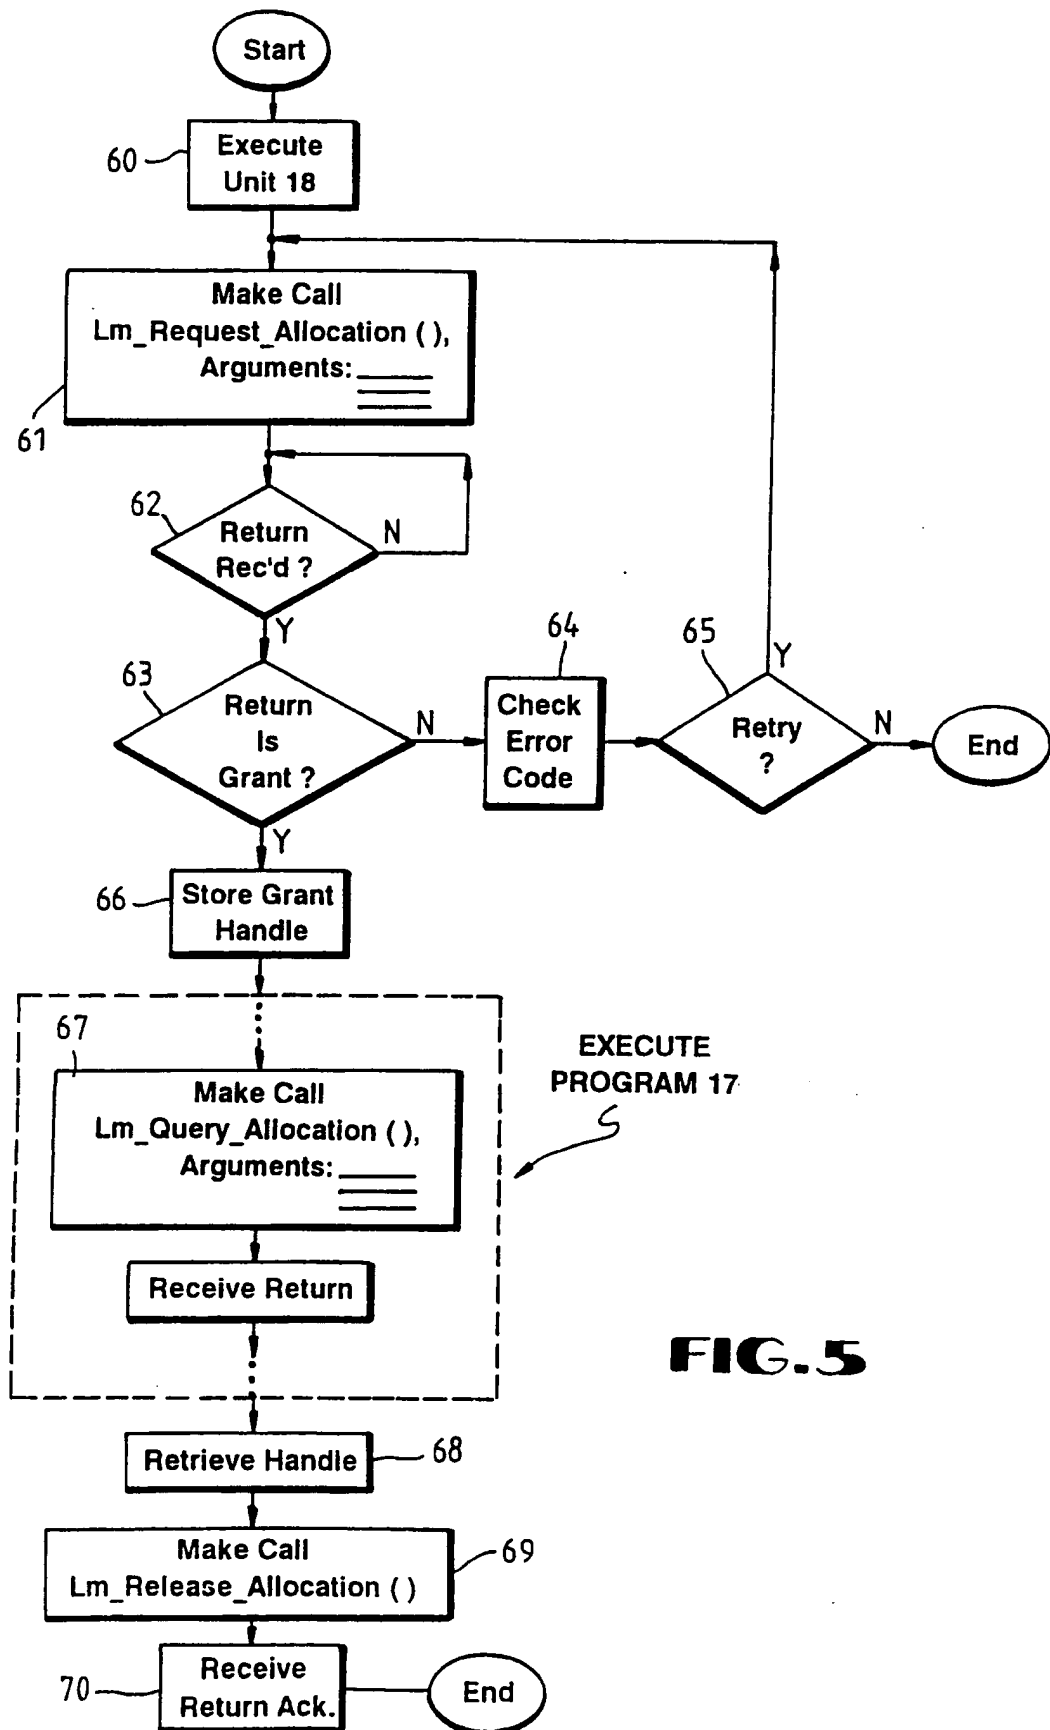 Start
60
Execute
Unit 18
Make Call
Lm_Request_Allocation ( ),
Arguments:
61
62
Return
Rec'd ?
N
Y
63
Return
Is
Grant ?
N
Y
64
Check
Error
Code
65
Retry
?
Y
N
End
66
Store Grant
Handle
67
Make Call
Lm_Query_Allocation ( ),
Arguments:
Receive Return
EXECUTE
PROGRAM 17
FIG. 5
Retrieve Handle
68
Make Call
Lm_Release_Allocation ( )
69
70
Receive
Return Ack.
End